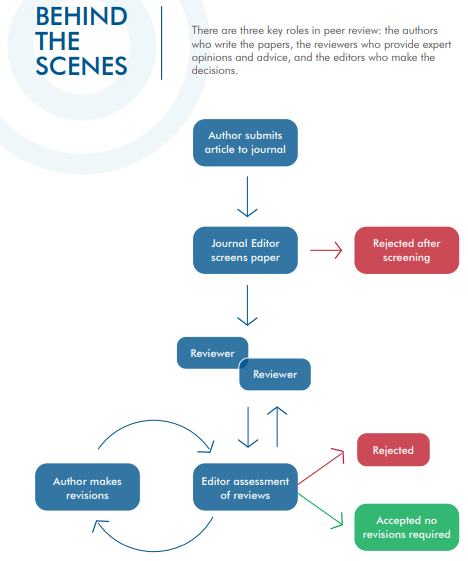 BEHIND
THE
SCENES
There are three key roles in peer review: the authors
who write the papers, the reviewers who provide expert
opinions and advice, and the editors who make the
decisions.
Author submits
article to journal
Journal Editor
screens paper
Rejected after
screening
Reviewer
Reviewer
Author makes
revisions
Editor assessment
of reviews
Rejected
Accepted no
revisions required